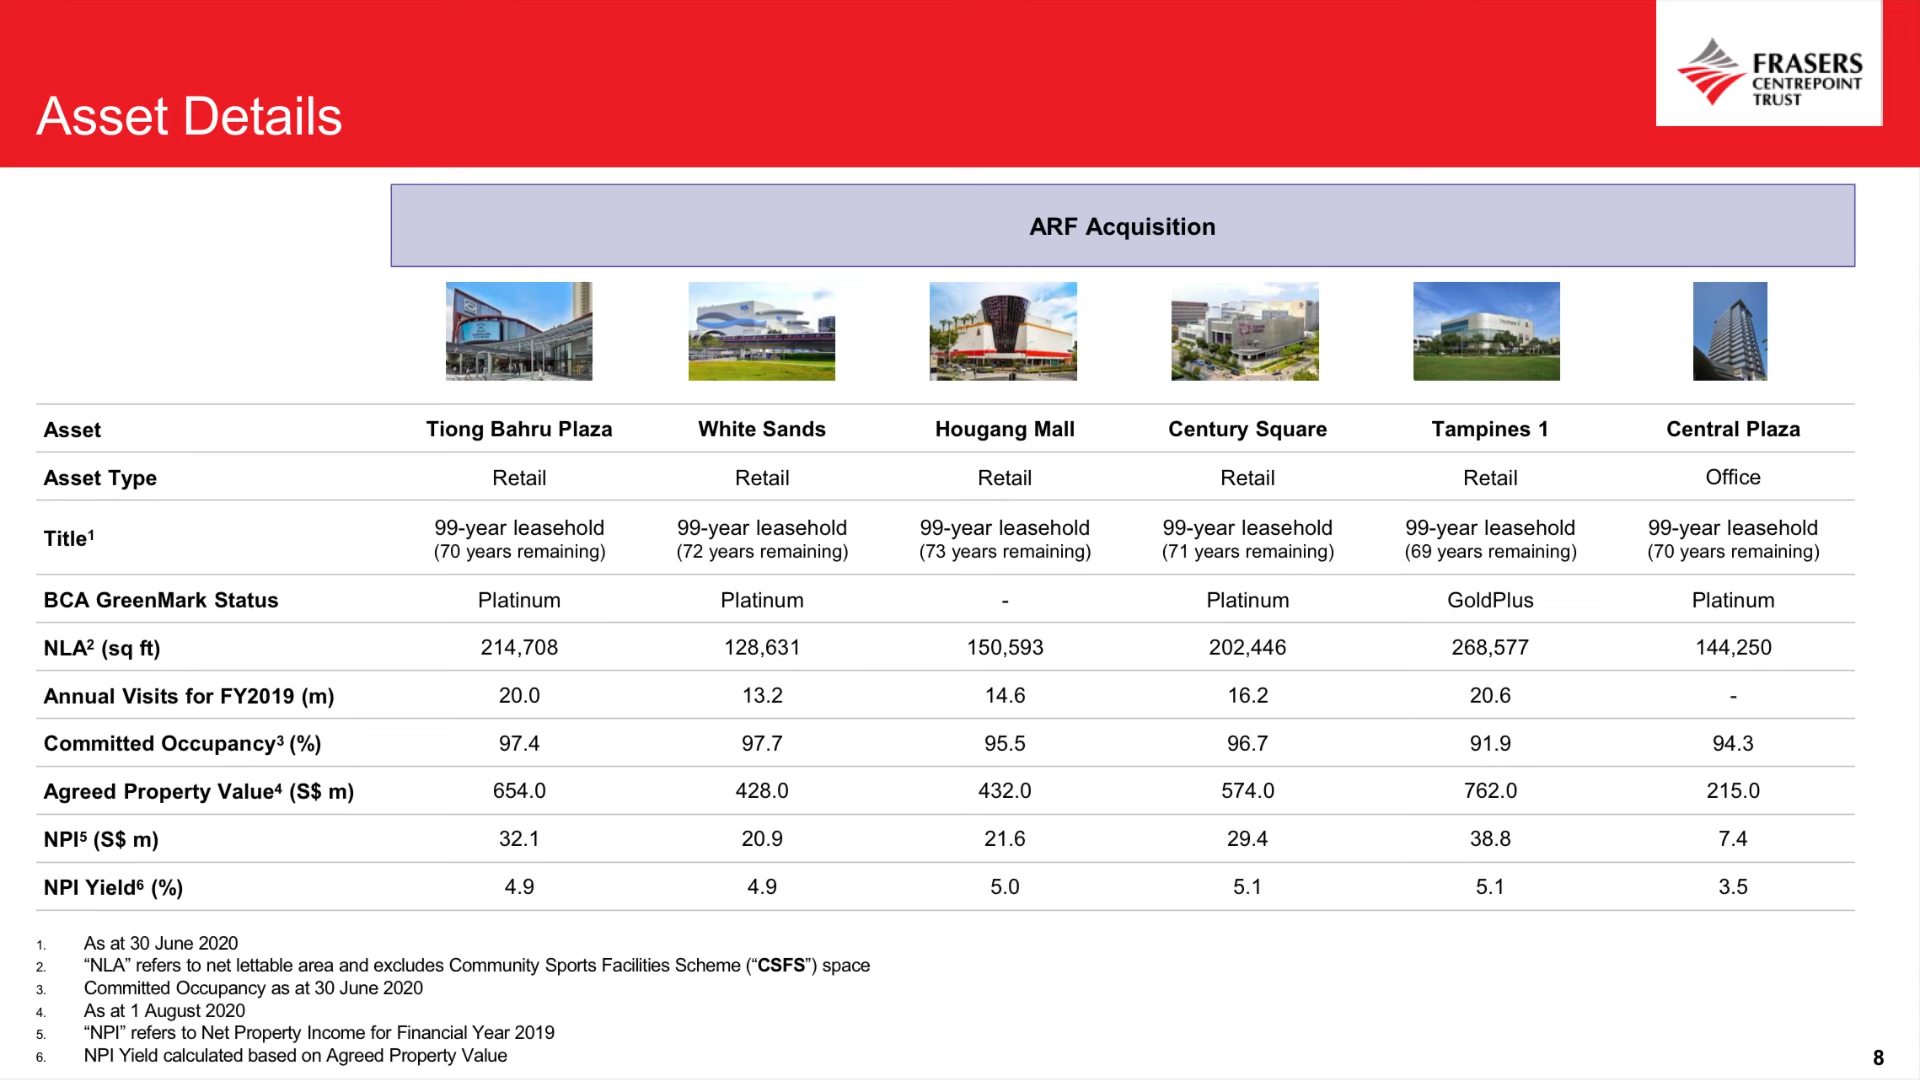 FRASERS
CENTREPOINT
TRUST
Asset Details
ARF Acquisition
Asset Tiong Bahru Plaza White Sands Hougang Mall Century Square Tampines 1 Central Plaza
Asset Type Retail Retail Retail Retail Retail Office
Title¹ 99-year leasehold 99-year leasehold 99-year leasehold 99-year leasehold 99-year leasehold 99-year leasehold
(70 years remaining) (72 years remaining) (73 years remaining) (71 years remaining) (69 years remaining) (70 years remaining)
BCA GreenMark Status Platinum Platinum - Platinum GoldPlus Platinum
NLA² (sq ft) 214,708 128,631 150,593 202,446 268,577 144,250
Annual Visits for FY2019 (m) 20.0 13.2 14.6 16.2 20.6 -
Committed Occupancy³ (%) 97.4 97.7 95.5 96.7 91.9 94.3
Agreed Property Value⁴ (S$ m) 654.0 428.0 432.0 574.0 762.0 215.0
NPI⁵ (S$ m) 32.1 20.9 21.6 29.4 38.8 7.4
NPI Yield⁶ (%) 4.9 4.9 5.0 5.1 5.1 3.5
1. As at 30 June 2020
2. “NLA” refers to net lettable area and excludes Community Sports Facilities Scheme (“CSFS”) space
3. Committed Occupancy as at 30 June 2020
4. As at 1 August 2020
5. “NPI” refers to Net Property Income for Financial Year 2019
6. NPI Yield calculated based on Agreed Property Value
8